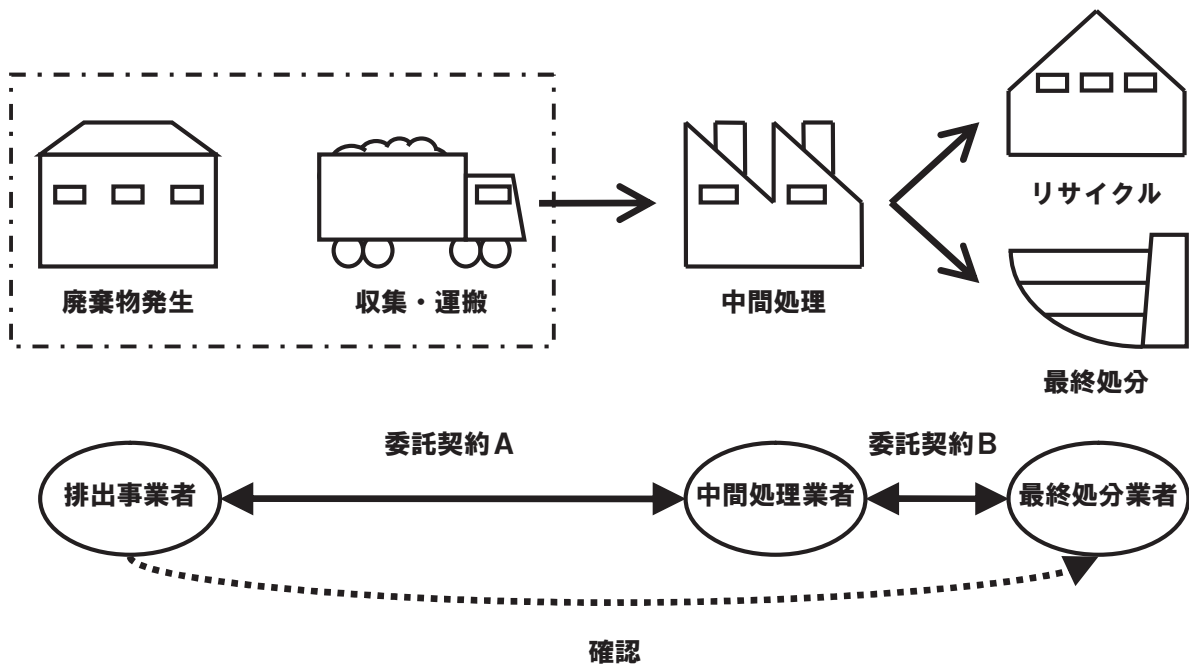 リサイクル
廃棄物発生
収集・運搬
中間処理
最終処分
委託契約A
委託契約B
排出事業者
中間処理業者
最終処分業者
確認